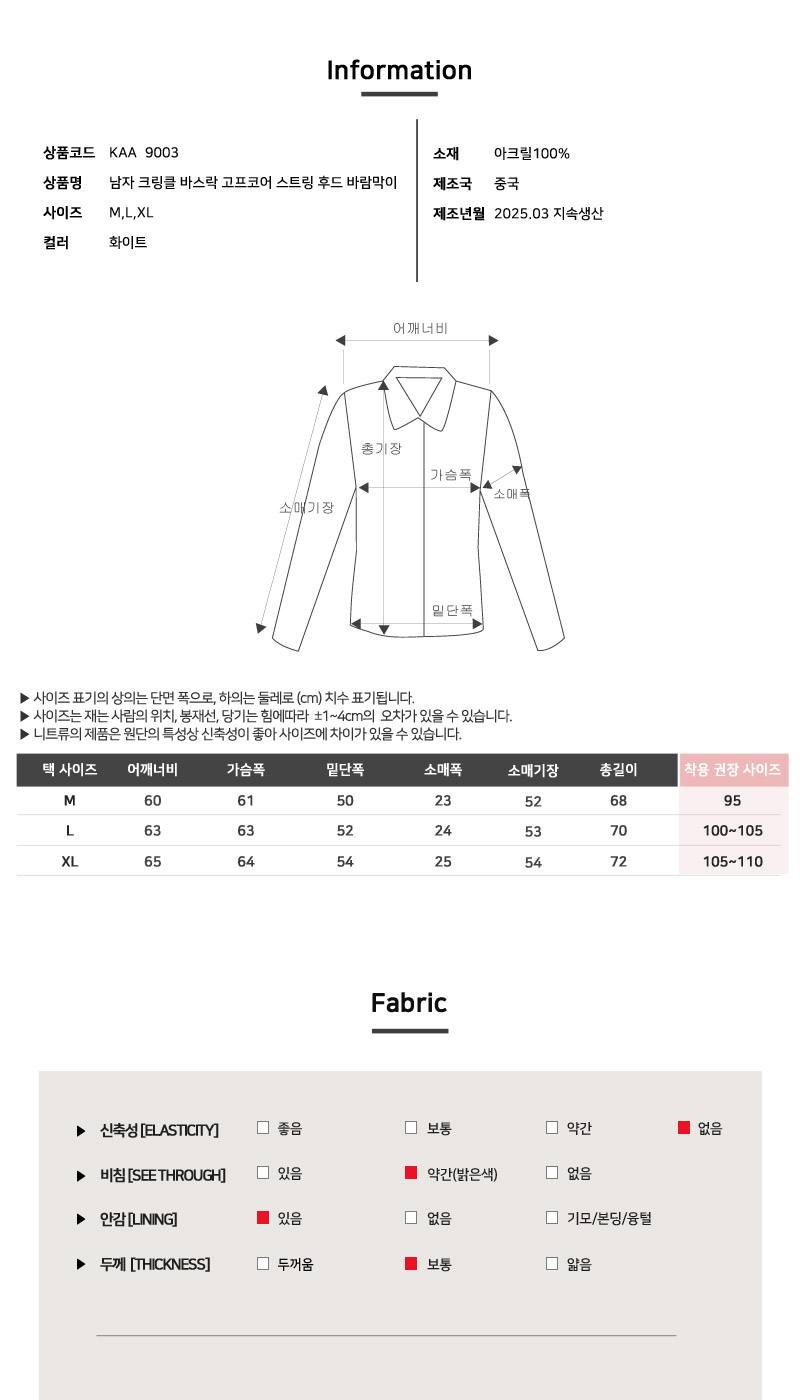 Information
상품코드 KAA 9003
상품명 남자 크링클 바스락 고프코어 스트링 후드 바람막이
사이즈 M,L,XL
컬러 화이트
소재 아크릴100%
제조국 중국
제조년월 2025.03 지속생산
어깨너비
총기장
가슴폭
소매폭
소매기장
밑단폭
▶ 사이즈 표기의 상의는 단면 폭으로, 하의는 둘레로 (cm) 치수 표기됩니다.
▶ 사이즈는 재는 사람의 위치, 봉재선, 당기는 힘에따라 ±1~4cm의 오차가 있을 수 있습니다.
▶ 니트류의 제품은 원단의 특성상 신축성이 좋아 사이즈에 차이가 있을 수 있습니다.
택 사이즈 어깨너비 가슴폭 밑단폭 소매폭 소매기장 총길이 착용 권장 사이즈
M 60 61 50 23 52 68 95
L 63 63 52 24 53 70 100~105
XL 65 64 54 25 54 72 105~110
Fabric
▶ 신축성 [ELASTICITY] 좋음 보통 약간 없음
▶ 비침 [SEE THROUGH] 있음 약간(밝은색) 없음
▶ 안감 [LINING] 있음 없음 기모/본딩/융털
▶ 두께 [THICKNESS] 두꺼움 보통 얇음